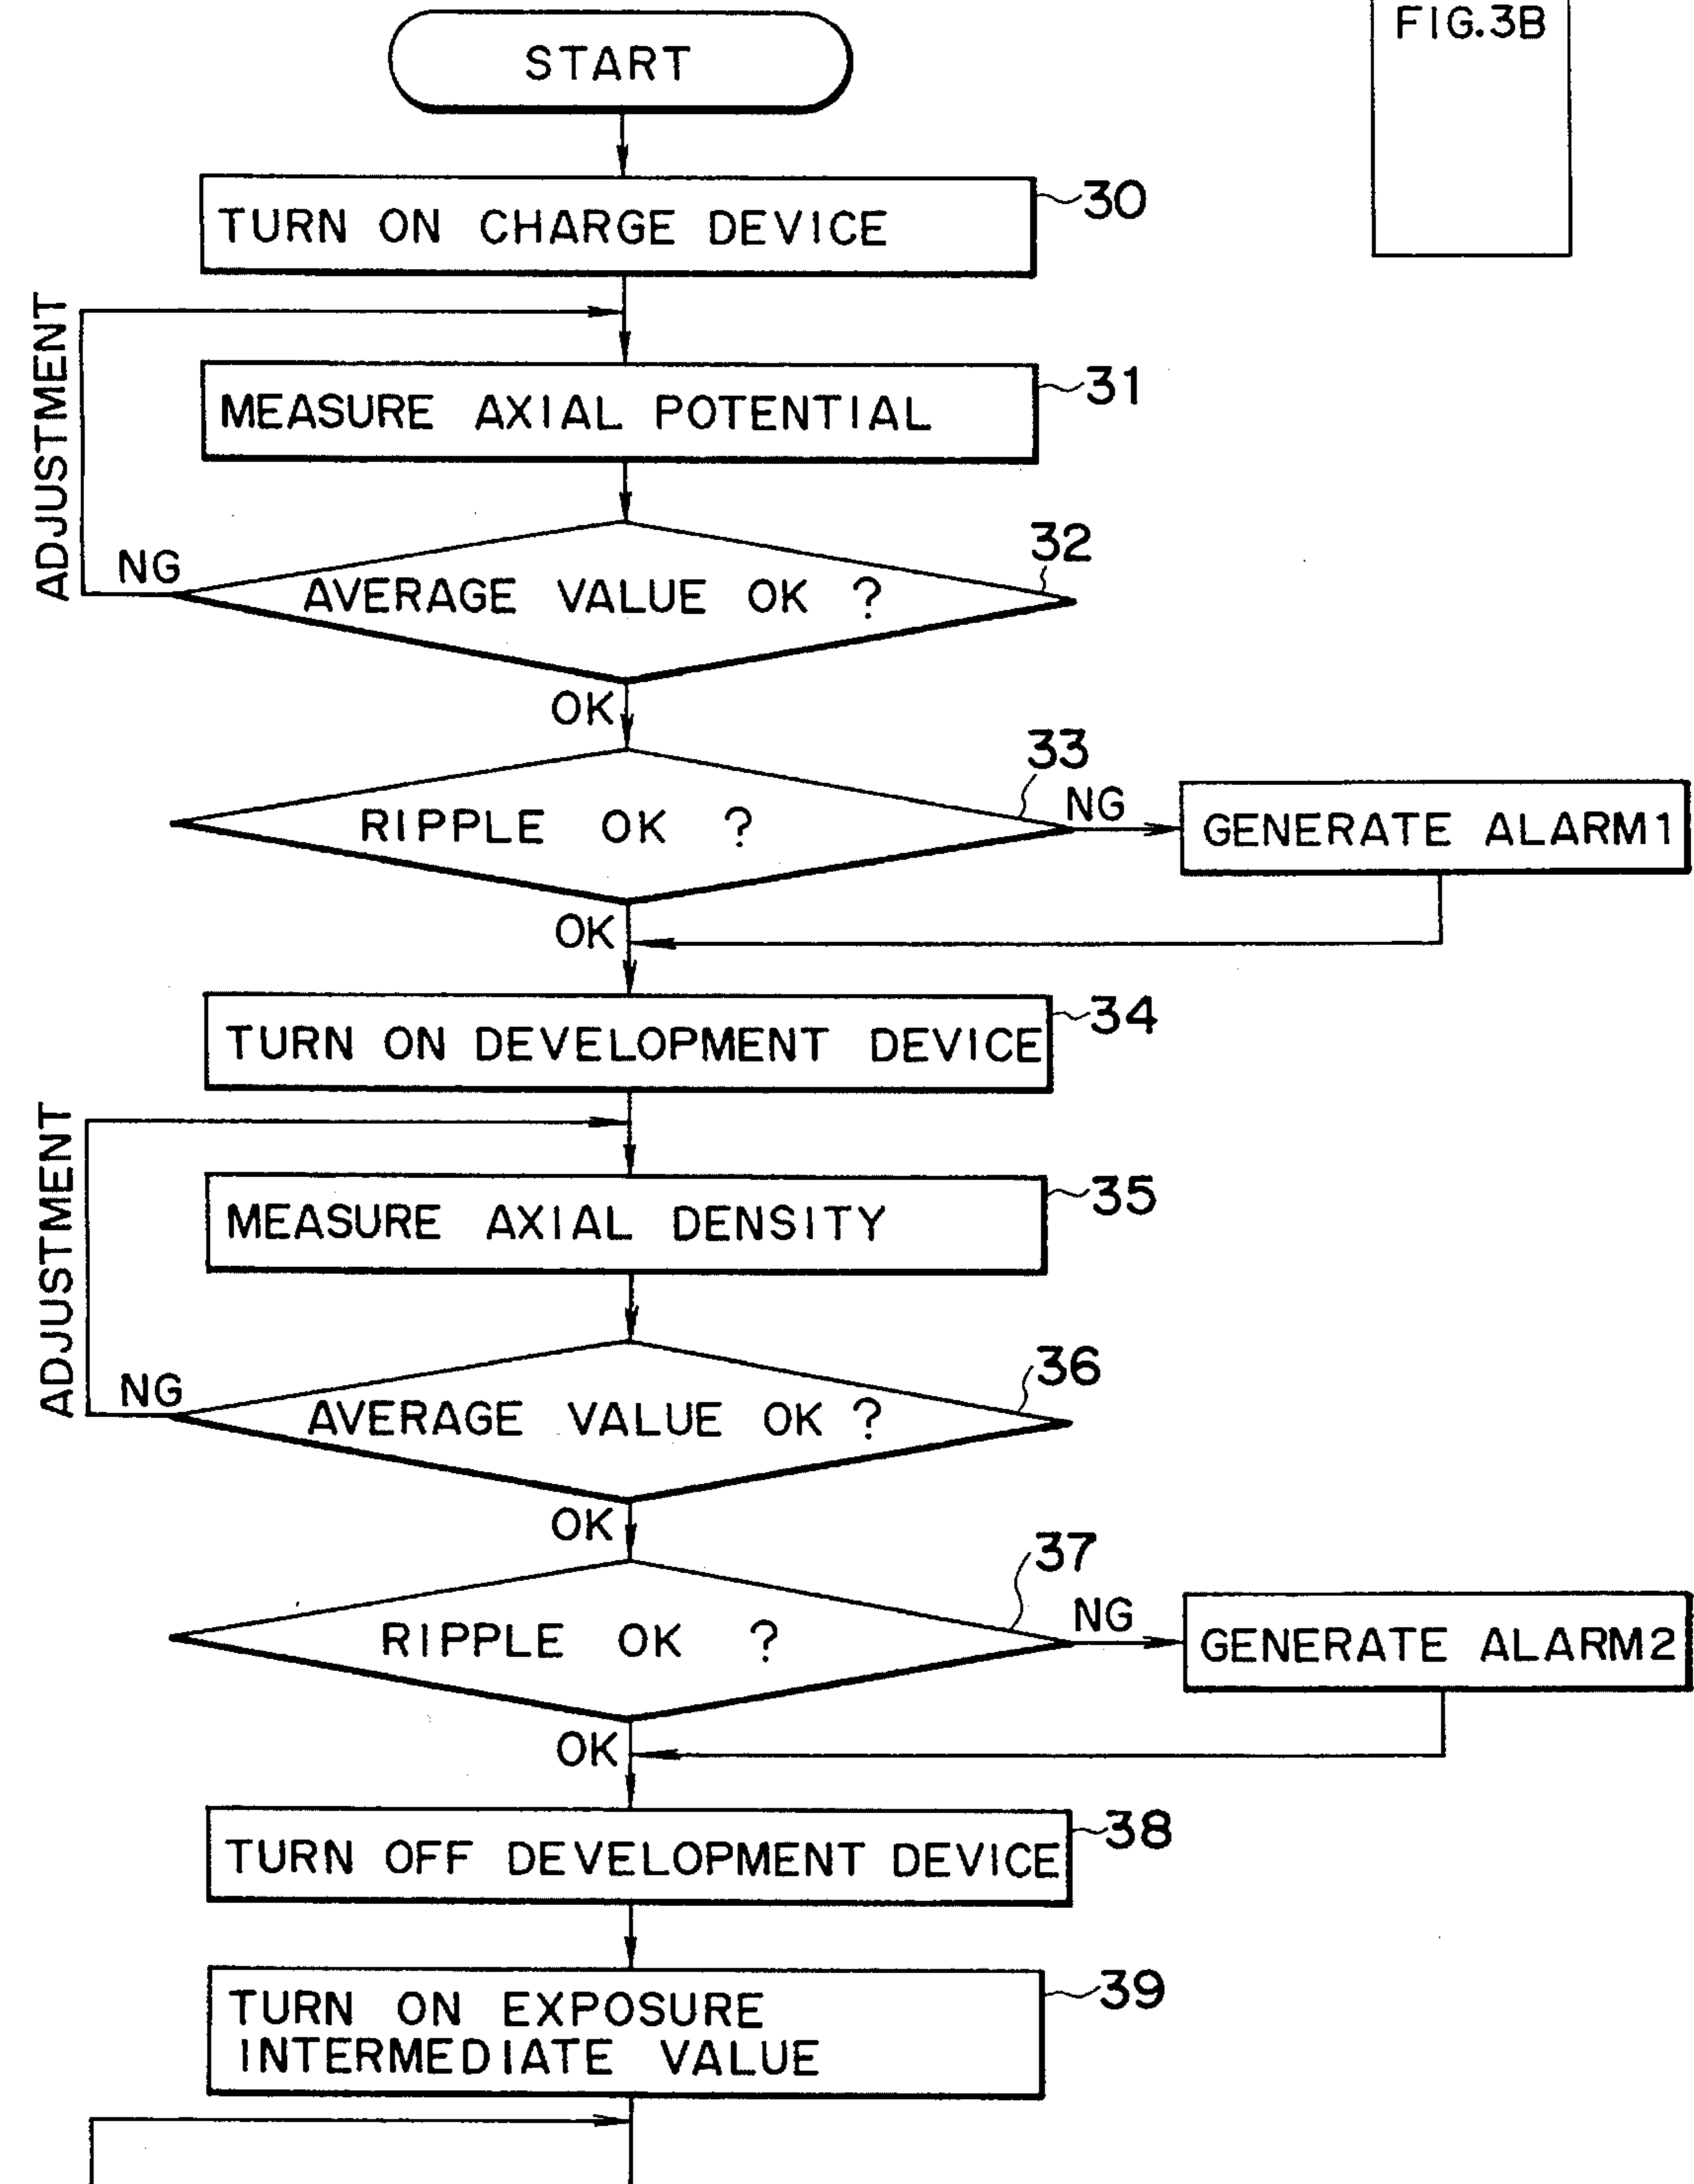 FIG.3B
START
TURN ON CHARGE DEVICE
30
ADJUSTMENT
MEASURE AXIAL POTENTIAL
31
NG
AVERAGE VALUE OK ?
32
OK
RIPPLE OK ?
33
NG
GENERATE ALARM1
OK
TURN ON DEVELOPMENT DEVICE
34
ADJUSTMENT
MEASURE AXIAL DENSITY
35
NG
AVERAGE VALUE OK ?
36
OK
RIPPLE OK ?
37
NG
GENERATE ALARM2
OK
TURN OFF DEVELOPMENT DEVICE
38
TURN ON EXPOSURE
INTERMEDIATE VALUE
39